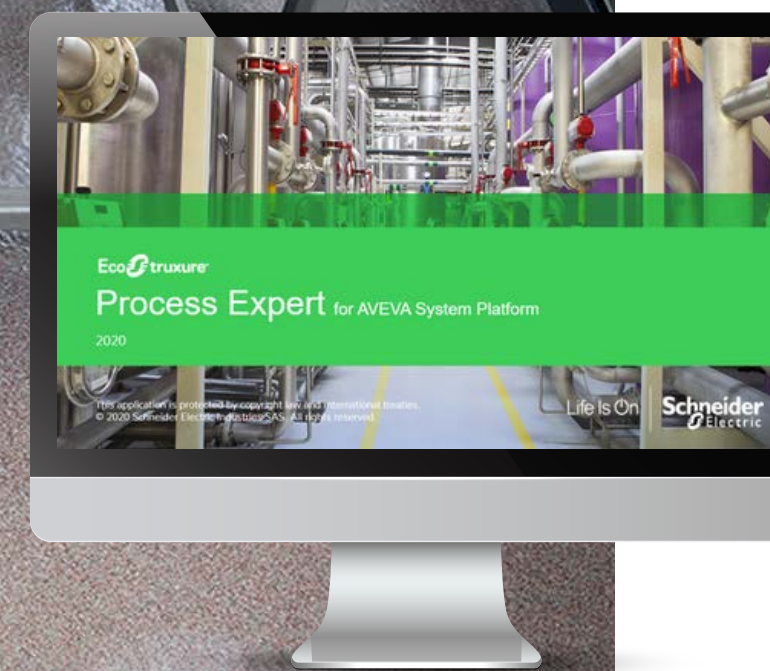 EcoStruxure™
Process Expert for AVEVA System Platform
2020
This application is protected by copyright law and international treaties.
© 2020 Schneider Electric Industries SAS. All rights reserved.
Life Is On
Schneider
Electric